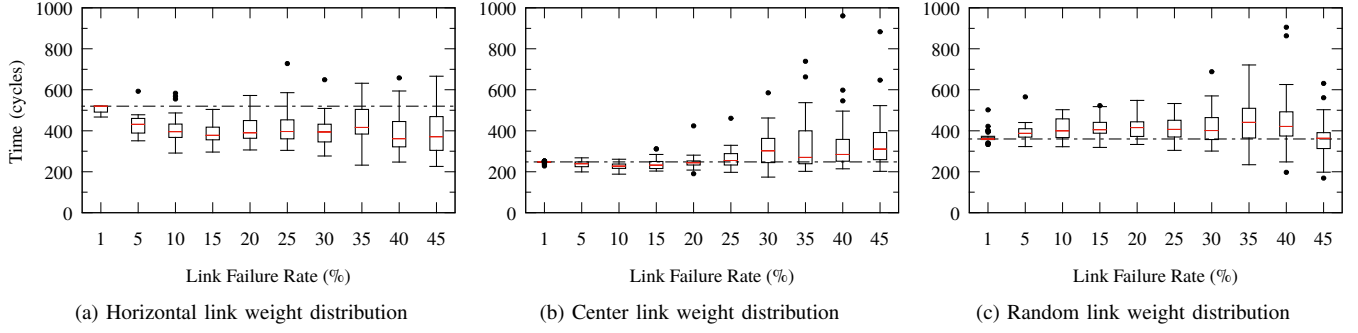 Time (cycles)
1000
800
600
400
200
0
1 5 10 15 20 25 30 35 40 45
Link Failure Rate (%)
(a) Horizontal link weight distribution
1000
800
600
400
200
0
1 5 10 15 20 25 30 35 40 45
Link Failure Rate (%)
(b) Center link weight distribution
1000
800
600
400
200
0
1 5 10 15 20 25 30 35 40 45
Link Failure Rate (%)
(c) Random link weight distribution